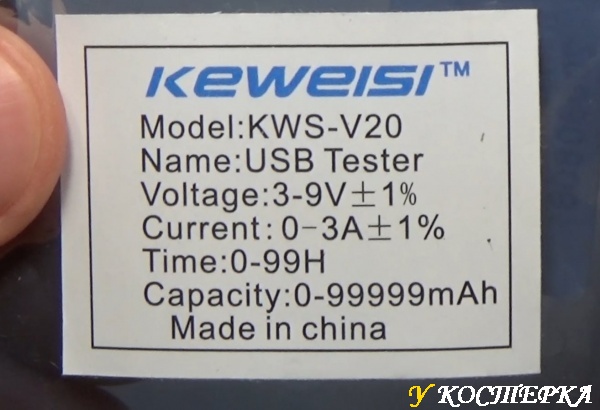 KEWEISI™
Model:KWS-V20
Name:USB Tester
Voltage:3-9V±1%
Current:0-3A±1%
Time:0-99H
Capacity:0-99999mAh
Made in china
У КОСТЕРКА